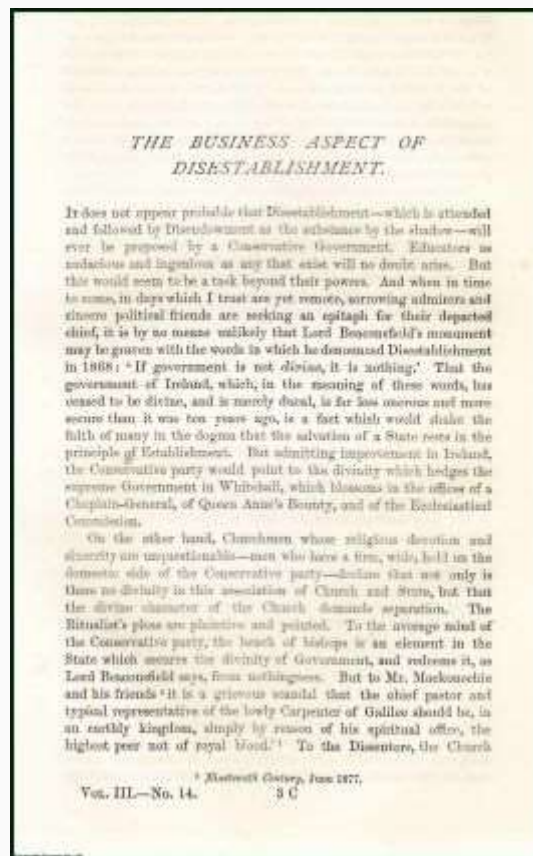 THE BUSINESS ASPECT OF
DISESTABLISHMENT.
It does not appear probable that Disestablishment—which is attended
and followed by Disendowment as the substance by the shadow—will
ever be proposed by a Conservative Government. Educators as
audacious and ingenious as any that exist will no doubt arise. But
this would seem to be a task beyond their powers. And when in time
to come, in days which I trust are yet remote, sorrowing admirers and
sincere political friends are seeking an epitaph for their departed
chief, it is by no means unlikely that Lord Beaconsfield's monument
may be graven with the words in which he denounced Disestablishment
in 1868: 'If government is not divine, it is nothing.' That the
government of Ireland, which, in the meaning of these words, has
ceased to be divine, and is merely ducal, is far less onerous and more
secure than it was ten years ago, is a fact which would shake the
faith of many in the dogma that the salvation of a State rests in the
principle of Establishment. But admitting improvement in Ireland,
the Conservative party would point to the divinity which hedges the
supreme Government in Whitehall, which blossoms in the offices of a
Chaplain-General, of Queen Anne's Bounty, and of the Ecclesiastical
Commission.
On the other hand, Churchmen whose religious devotion and
sincerity are unquestionable—men who have a firm, wide, hold on the
domestic side of the Conservative party—declare that not only is
there no divinity in this association of Church and State, but that
the divine character of the Church demands separation. The
Ritualist's pleas are plaintive and pointed. To the average mind of
the Conservative party, the bench of bishops is an element in the
State which secures the divinity of Government, and redeems it, as
Lord Beaconsfield says, from nothingness. But to Mr. Mackonochie
and his friends 'it is a grievous scandal that the chief pastor and
typical representative of the lowly Carpenter of Galilee should be, in
an earthly kingdom, simply by reason of his spiritual office, the
highest peer not of royal blood.'¹ To the Dissenters, the Church
¹ Nineteenth Century, June 1877.
VOL. III.—No. 14. 3 C